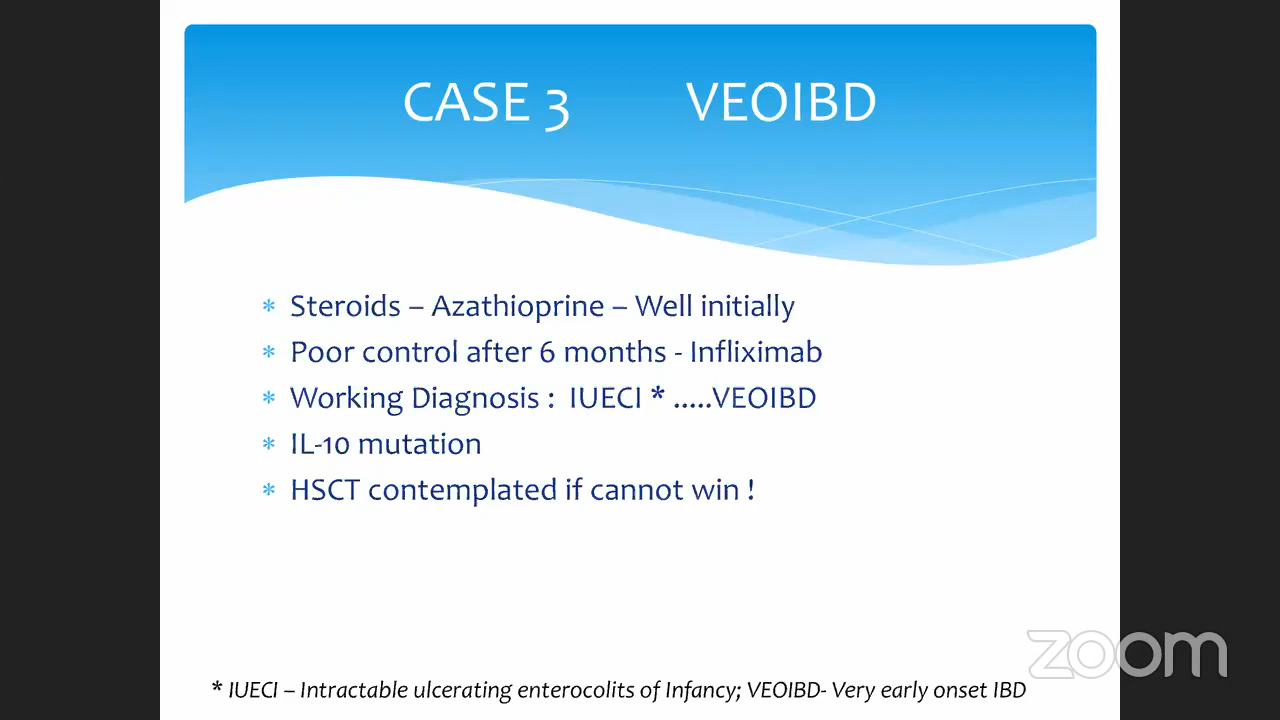 CASE 3 VEOIBD
* Steroids – Azathioprine – Well initially
* Poor control after 6 months - Infliximab
* Working Diagnosis : IUECI * .....VEOIBD
* IL-10 mutation
* HSCT contemplated if cannot win !
zoom
* IUECI – Intractable ulcerating enterocolits of Infancy; VEOIBD- Very early onset IBD